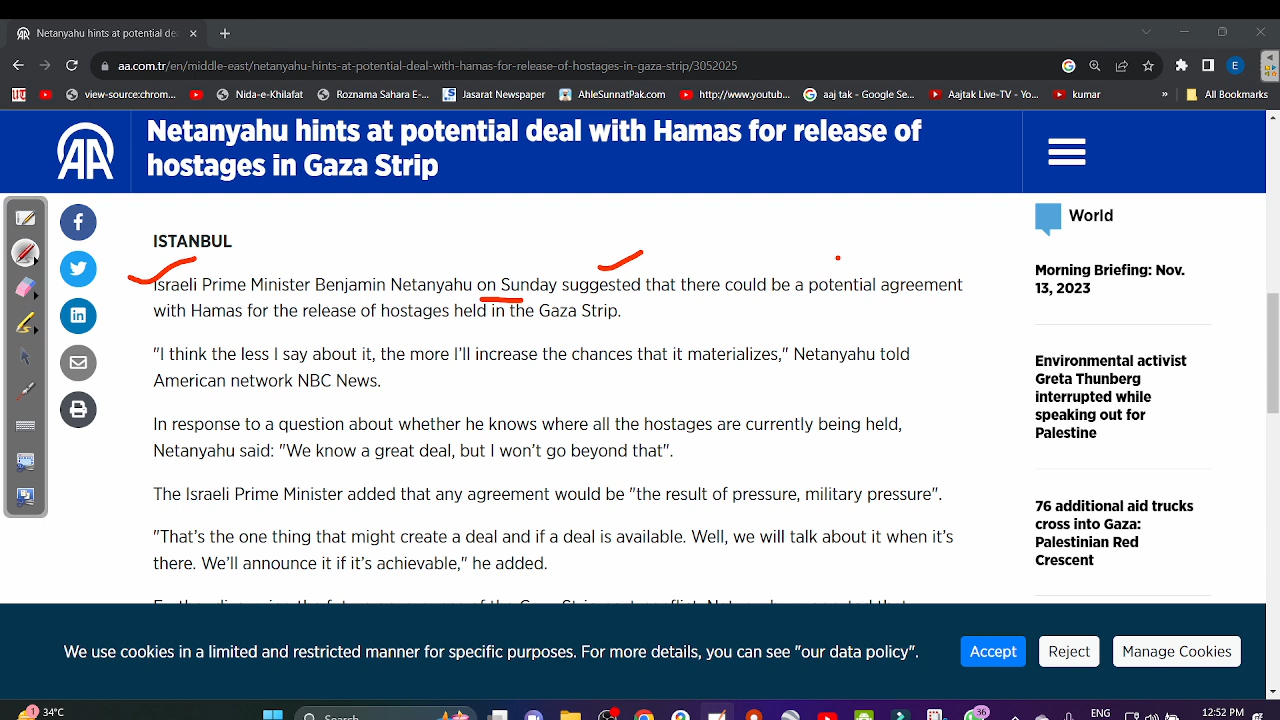 Netanyahu hints at potential de
aa.com.tr/en/middle-east/netanyahu-hints-at-potential-deal-with-hamas-for-release-of-hostages-in-gaza-strip/3052025
E
view-source:chrom...
Nida-e-Khilafat
Roznama Sahara E-...
Jasarat Newspaper
AhleSunnatPak.com
http://www.youtub...
aaj tak - Google Se...
Aajtak Live-TV - Yo...
kumar
»
All Bookmarks
AA
Netanyahu hints at potential deal with Hamas for release of
hostages in Gaza Strip
ISTANBUL
Israeli Prime Minister Benjamin Netanyahu on Sunday suggested that there could be a potential agreement
with Hamas for the release of hostages held in the Gaza Strip.
"I think the less I say about it, the more I'll increase the chances that it materializes," Netanyahu told
American network NBC News.
In response to a question about whether he knows where all the hostages are currently being held,
Netanyahu said: "We know a great deal, but I won't go beyond that".
The Israeli Prime Minister added that any agreement would be "the result of pressure, military pressure".
"That's the one thing that might create a deal and if a deal is available. Well, we will talk about it when it's
there. We'll announce it if it's achievable," he added.
World
Morning Briefing: Nov.
13, 2023
Environmental activist
Greta Thunberg
interrupted while
speaking out for
Palestine
76 additional aid trucks
cross into Gaza:
Palestinian Red
Crescent
We use cookies in a limited and restricted manner for specific purposes. For more details, you can see "our data policy".
Accept
Reject
Manage Cookies
1
34°C
Search
36
ENG
12:52 PM